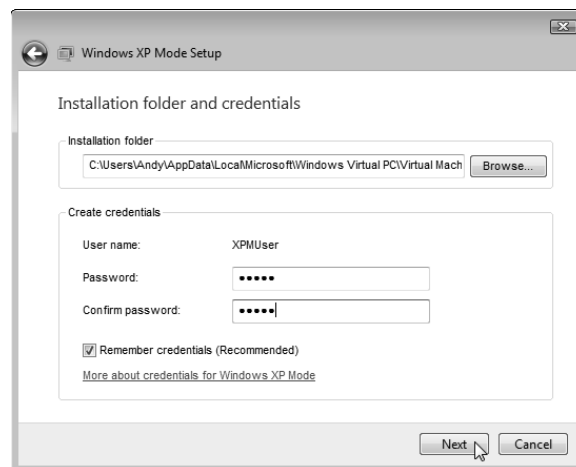 Windows XP Mode Setup
Installation folder and credentials
Installation folder
C:\Users\Andy\AppData\Local\Microsoft\Windows Virtual PC\Virtual Mach
Browse...
Create credentials
User name: XPMUser
Password: •••••
Confirm password: •••••
Remember credentials (Recommended)
More about credentials for Windows XP Mode
Next Cancel